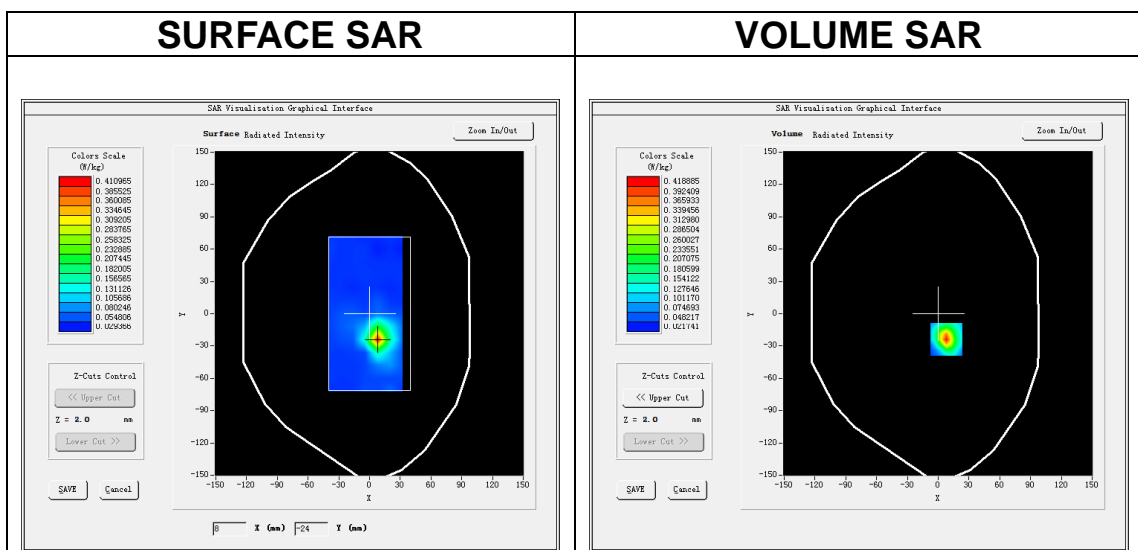 SURFACE SAR
VOLUME SAR
SAR Visualisation Graphical Interface
Surface Radiated Intensity
Zoom In/Out
Colors Scale
(W/kg)
0.410965
0.385525
0.360085
0.334645
0.309205
0.283765
0.258325
0.232885
0.207445
0.182005
0.156565
0.131126
0.105686
0.080246
0.054806
0.029366
150
120
90
60
30
0
-30
-60
-90
-120
-150
Y
-150 -120 -90 -60 -30 0 30 60 90 120 150
X
Z-Cuts Control
<< Upper Cut
Z = 2.0 mm
Lower Cut >>
SAVE Cancel
8 X (mm) -24 Y (mm)
SAR Visualisation Graphical Interface
Volume Radiated Intensity
Zoom In/Out
Colors Scale
(W/kg)
0.418885
0.392409
0.365933
0.339456
0.312980
0.286504
0.260027
0.233551
0.207075
0.180599
0.154122
0.127646
0.101170
0.074693
0.048217
0.021741
150
120
90
60
30
0
-30
-60
-90
-120
-150
Y
-150 -120 -90 -60 -30 0 30 60 90 120 150
X
Z-Cuts Control
<< Upper Cut
Z = 2.0 mm
Lower Cut >>
SAVE Cancel